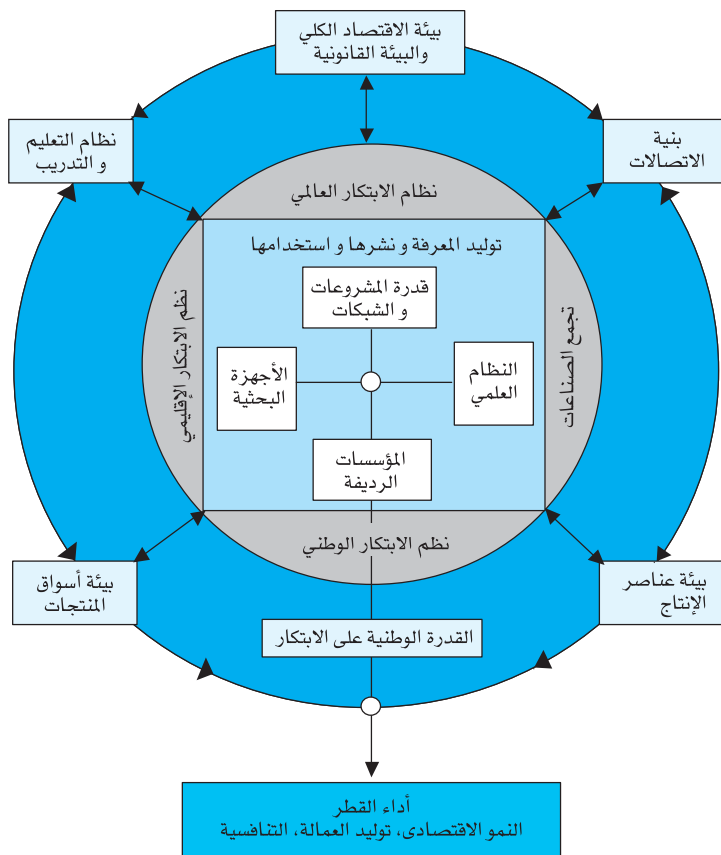 بيئة الاقتصاد الكلي
والبيئة القانونية
بنية
الاتصالات
نظام التعليم
و التدريب
نظام الابتكار العالمي
توليد المعرفة و نشرها و استخدامها
قدرة المشروعات
و الشبكات
تجمع الصناعات
النظام
العلمي
الأجهزة
البحثية
نظم الابتكار الإقليمي
المؤسسات
الرديفة
نظم الابتكار الوطني
بيئة عناصر
الإنتاج
بيئة أسواق
المنتجات
القدرة الوطنية على الابتكار
أداء القطر
النمو الاقتصادى، توليد العمالة، التنافسية